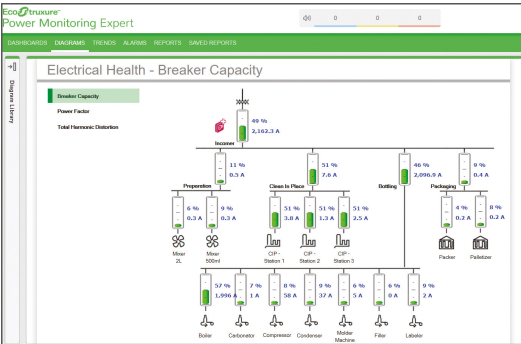 EcoStruxure™
Power Monitoring Expert
0 0 0
DASHBOARDS DIAGRAMS TRENDS ALARMS REPORTS SAVED REPORTS
Diagram Library
Electrical Health - Breaker Capacity
Breaker Capacity
Power Factor
Total Harmonic Distortion
49 %
2,162.3 A
Incomer
11 % 51 % 46 % 9 %
0.5 A 7.6 A 2,096.9 A 0.4 A
Preparation Clean In Place Bottling Packaging
6 % 9 % 51 % 51 % 51 % 4 % 8 %
0.3 A 0.3 A 3.8 A 1.3 A 2.5 A 0.2 A 0.2 A
Mixer 2L
Mixer 500ml
CIP - Station 1
CIP - Station 2
CIP - Station 3
Packer Palletizer
57 % 7 % 8 % 9 % 6 % 6 % 9 %
1,996 A 1 A 58 A 37 A 5 A 0 A 2 A
Boiler Carbonator Compressor Condenser Molder Machine Filler Labeler